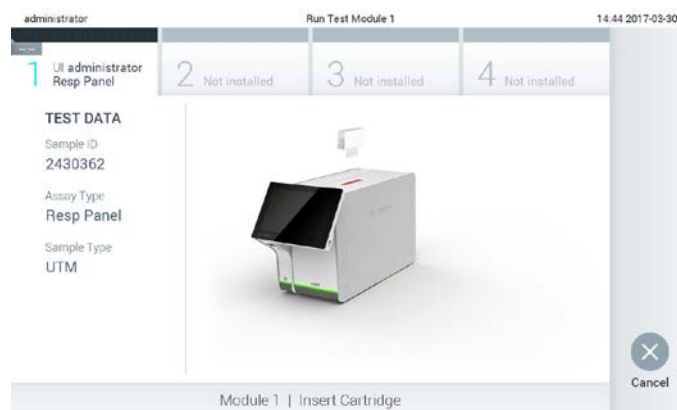 administrator
Run Test Module 1
14:44 2017-03-30
1
UI administrator
Resp Panel
2 Not installed
3 Not installed
4 Not installed
TEST DATA
Sample ID
2430362
Assay Type
Resp Panel
Sample Type
UTM
Cancel
Module 1 | Insert Cartridge